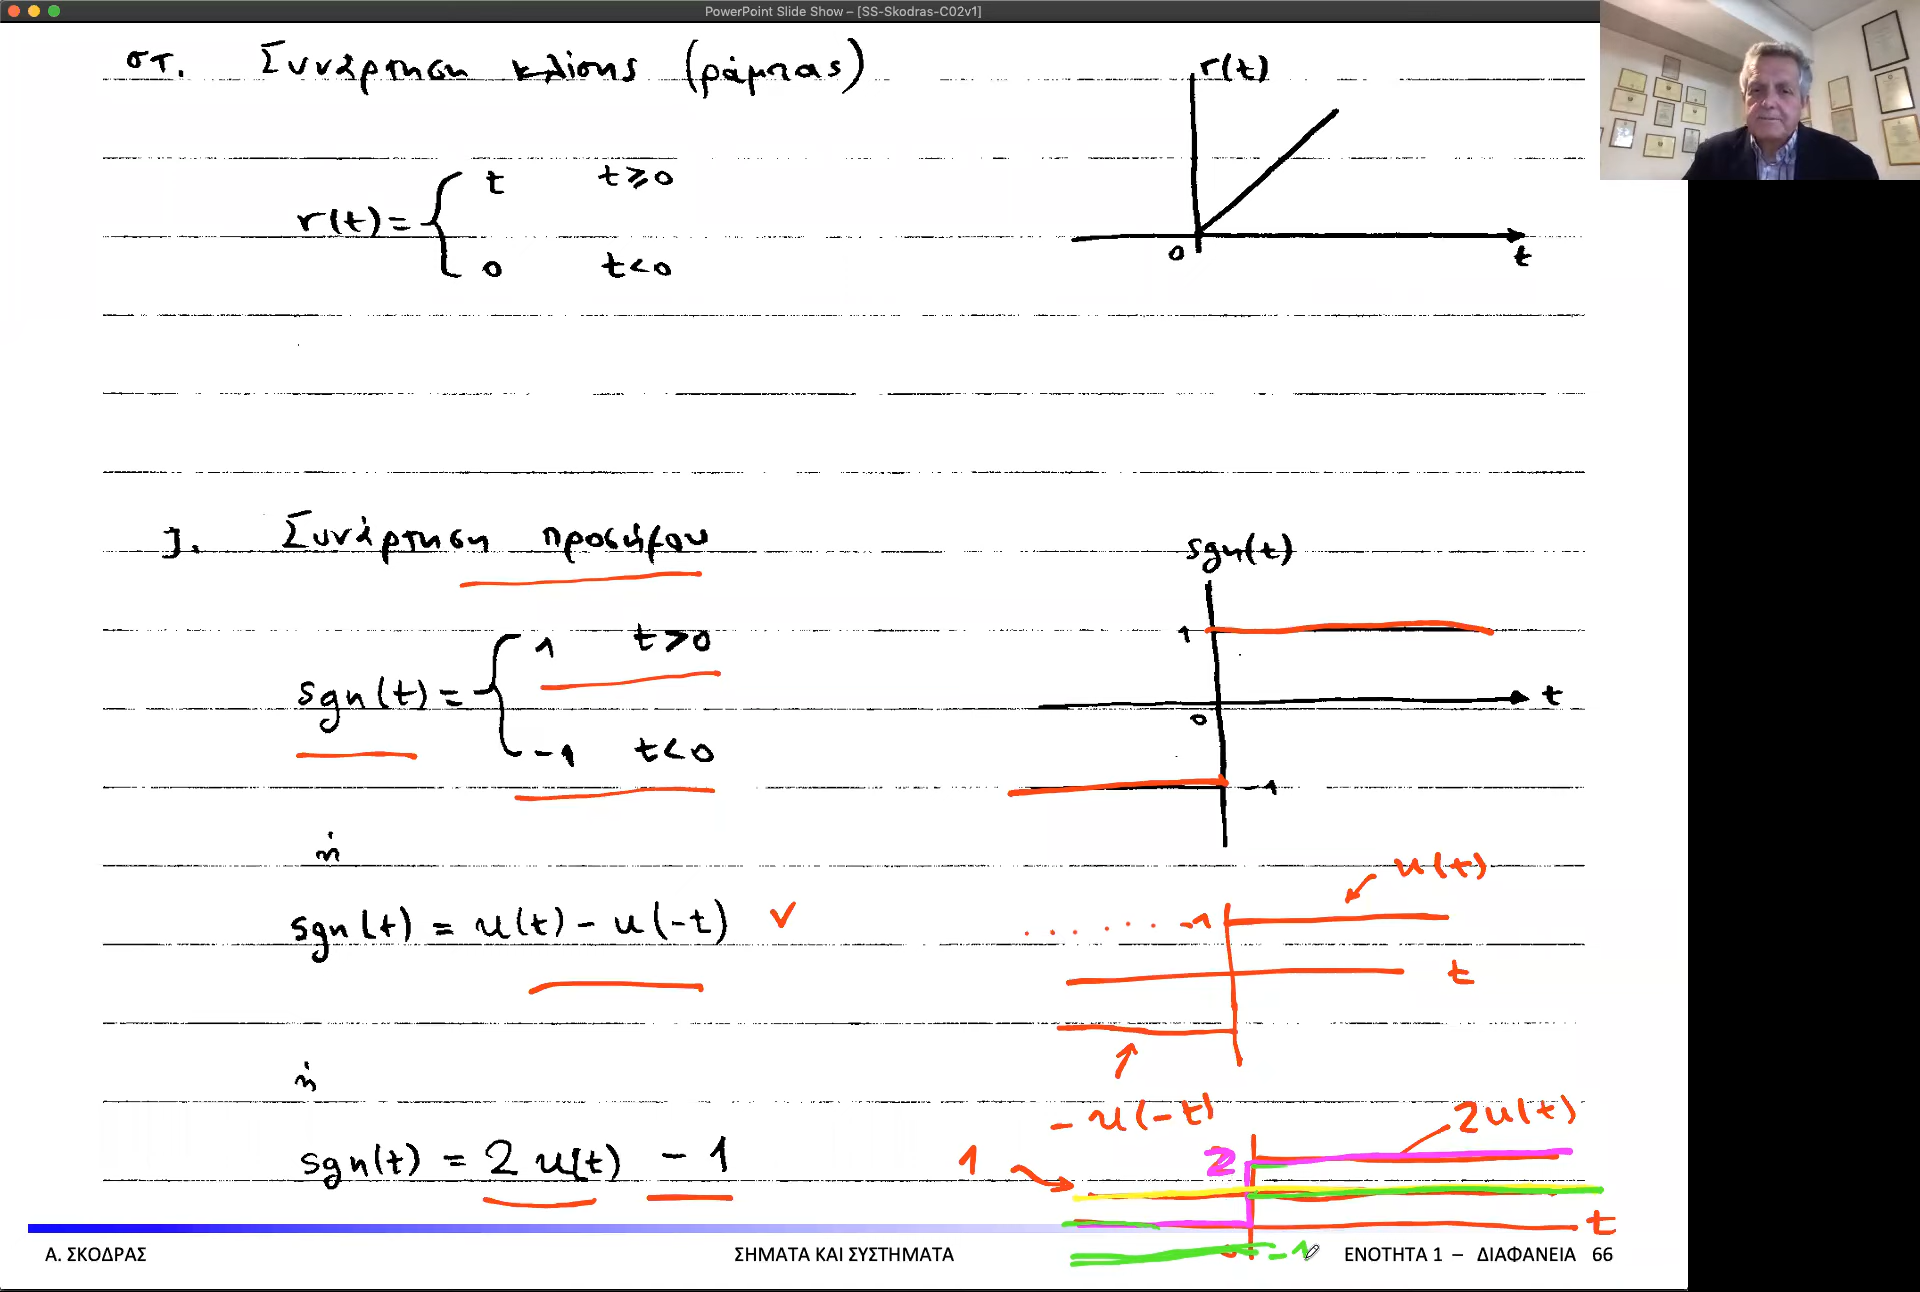 PowerPoint Slide Show – [SS-Skodras-C02v1]
στ. Συνάρτηση κλίσης (ράμπας)
r(t)
t t≥0
r(t)=
0 t<0
0 t
ζ. Συνάρτηση προσήμου
sgn(t)
1 t>0
1
sgn(t)=
t
0
-1 t<0
-1
ή
u(t)
sgn(t) = u(t) - u(-t) ✓
1
t
ή
- u(-t)
2u(t)
sgn(t) = 2u(t) - 1
1
2
t
-1
Α. ΣΚΟΔΡΑΣ
ΣΗΜΑΤΑ ΚΑΙ ΣΥΣΤΗΜΑΤΑ
ΕΝΟΤΗΤΑ 1 – ΔΙΑΦΑΝΕΙΑ 66